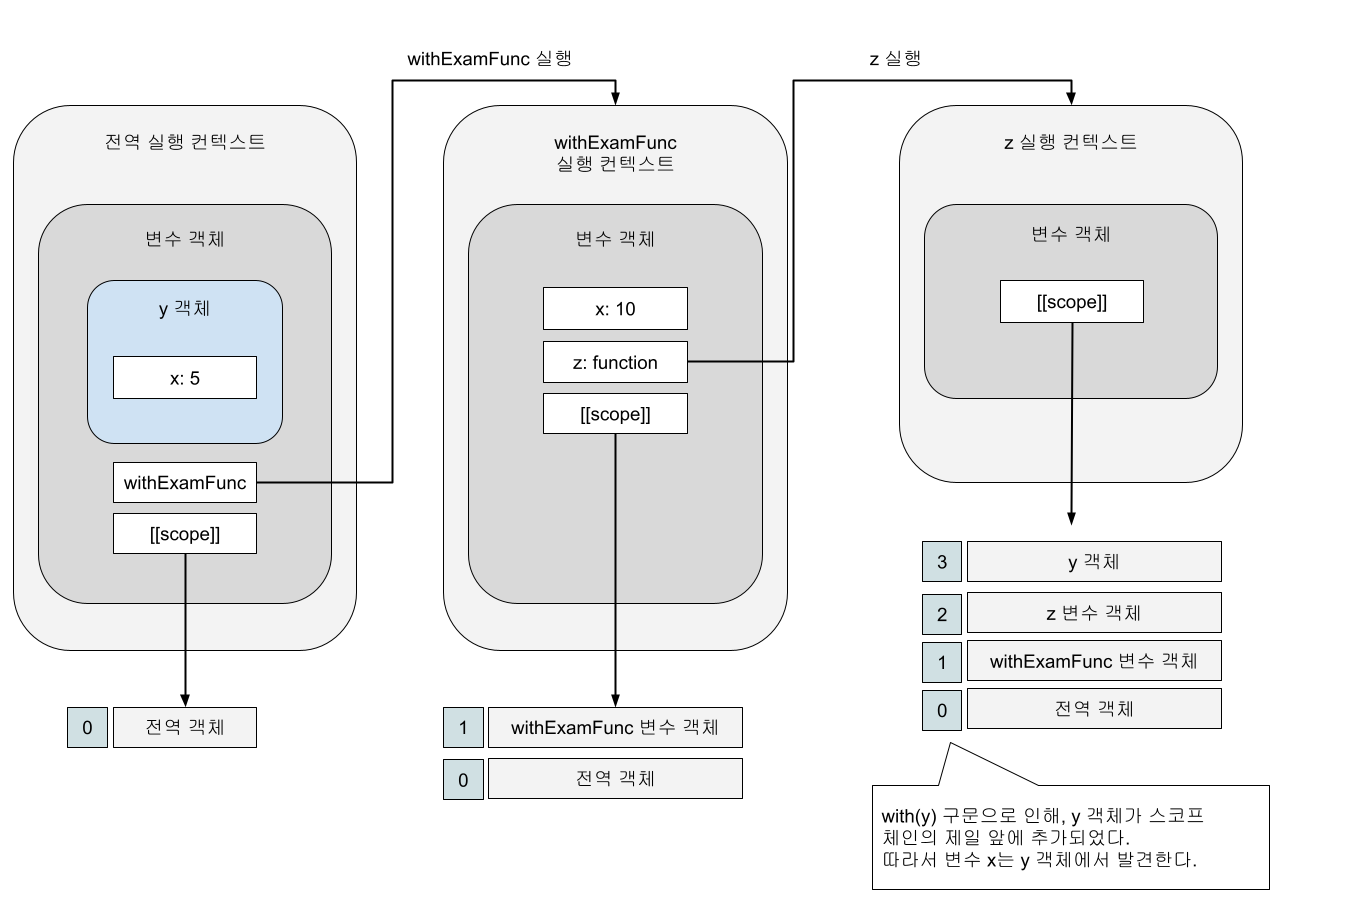 withExamFunc 실행
z 실행
전역 실행 컨텍스트
변수 객체
y 객체
x: 5
withExamFunc
[[scope]]
0
전역 객체
withExamFunc
실행 컨텍스트
변수 객체
x: 10
z: function
[[scope]]
1
withExamFunc 변수 객체
0
전역 객체
z 실행 컨텍스트
변수 객체
[[scope]]
3
y 객체
2
z 변수 객체
1
withExamFunc 변수 객체
0
전역 객체
with(y) 구문으로 인해, y 객체가 스코프
체인의 제일 앞에 추가되었다.
따라서 변수 x는 y 객체에서 발견한다.